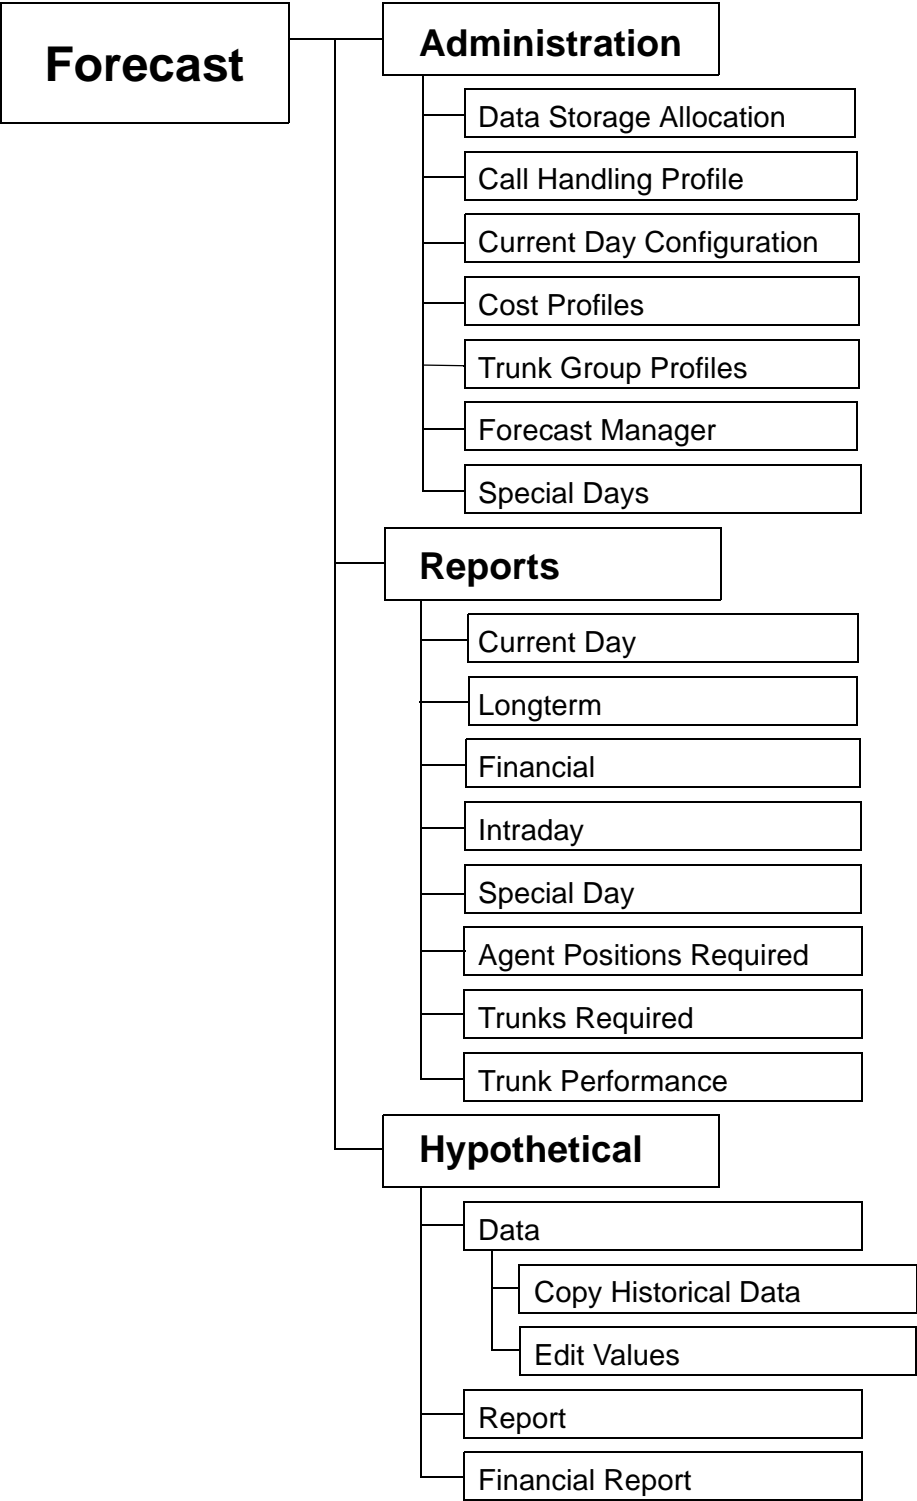 Forecast
Administration
Data Storage Allocation
Call Handling Profile
Current Day Configuration
Cost Profiles
Trunk Group Profiles
Forecast Manager
Special Days
Reports
Current Day
Longterm
Financial
Intraday
Special Day
Agent Positions Required
Trunks Required
Trunk Performance
Hypothetical
Data
Copy Historical Data
Edit Values
Report
Financial Report